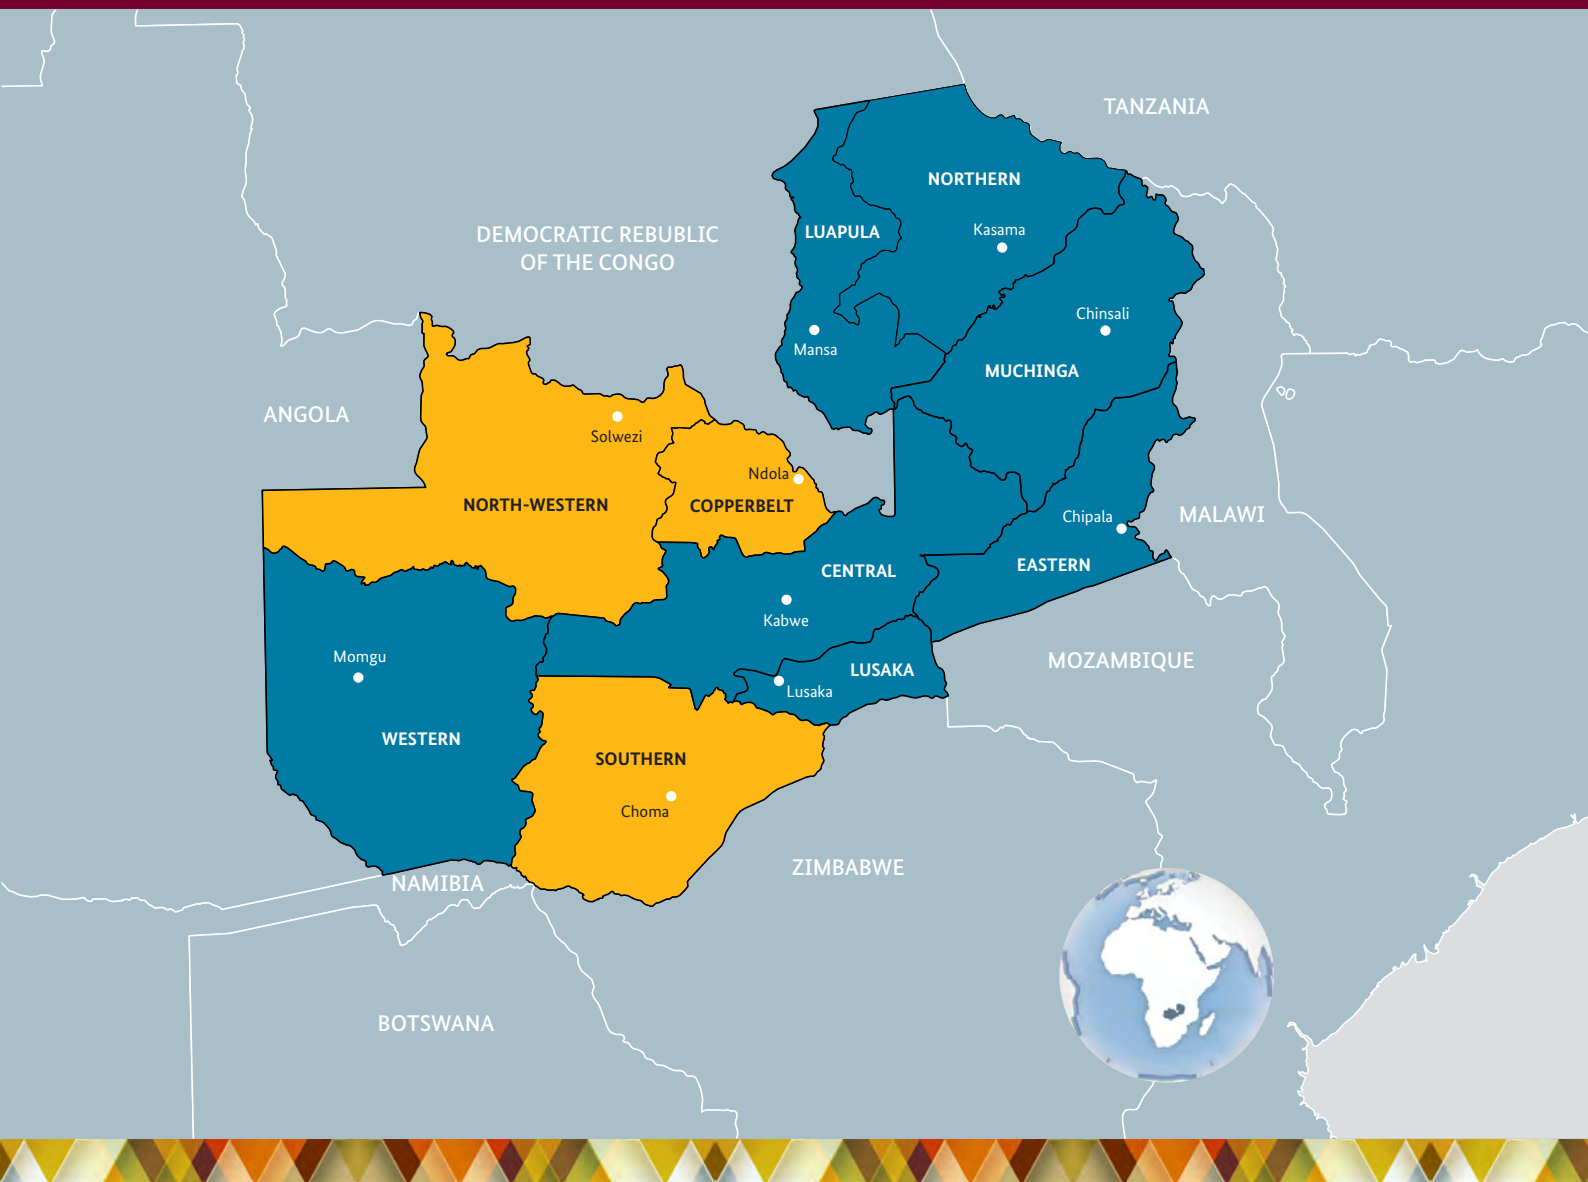 TANZANIA
NORTHERN
LUAPULA
Kasama
DEMOCRATIC REBUBLIC
OF THE CONGO
Chinsali
Mansa
MUCHINGA
ANGOLA
Solwezi
Ndola
NORTH-WESTERN
COPPERBELT
Chipala
MALAWI
CENTRAL
EASTERN
Kabwe
Momgu
MOZAMBIQUE
LUSAKA
Lusaka
WESTERN
SOUTHERN
Choma
ZIMBABWE
NAMIBIA
BOTSWANA